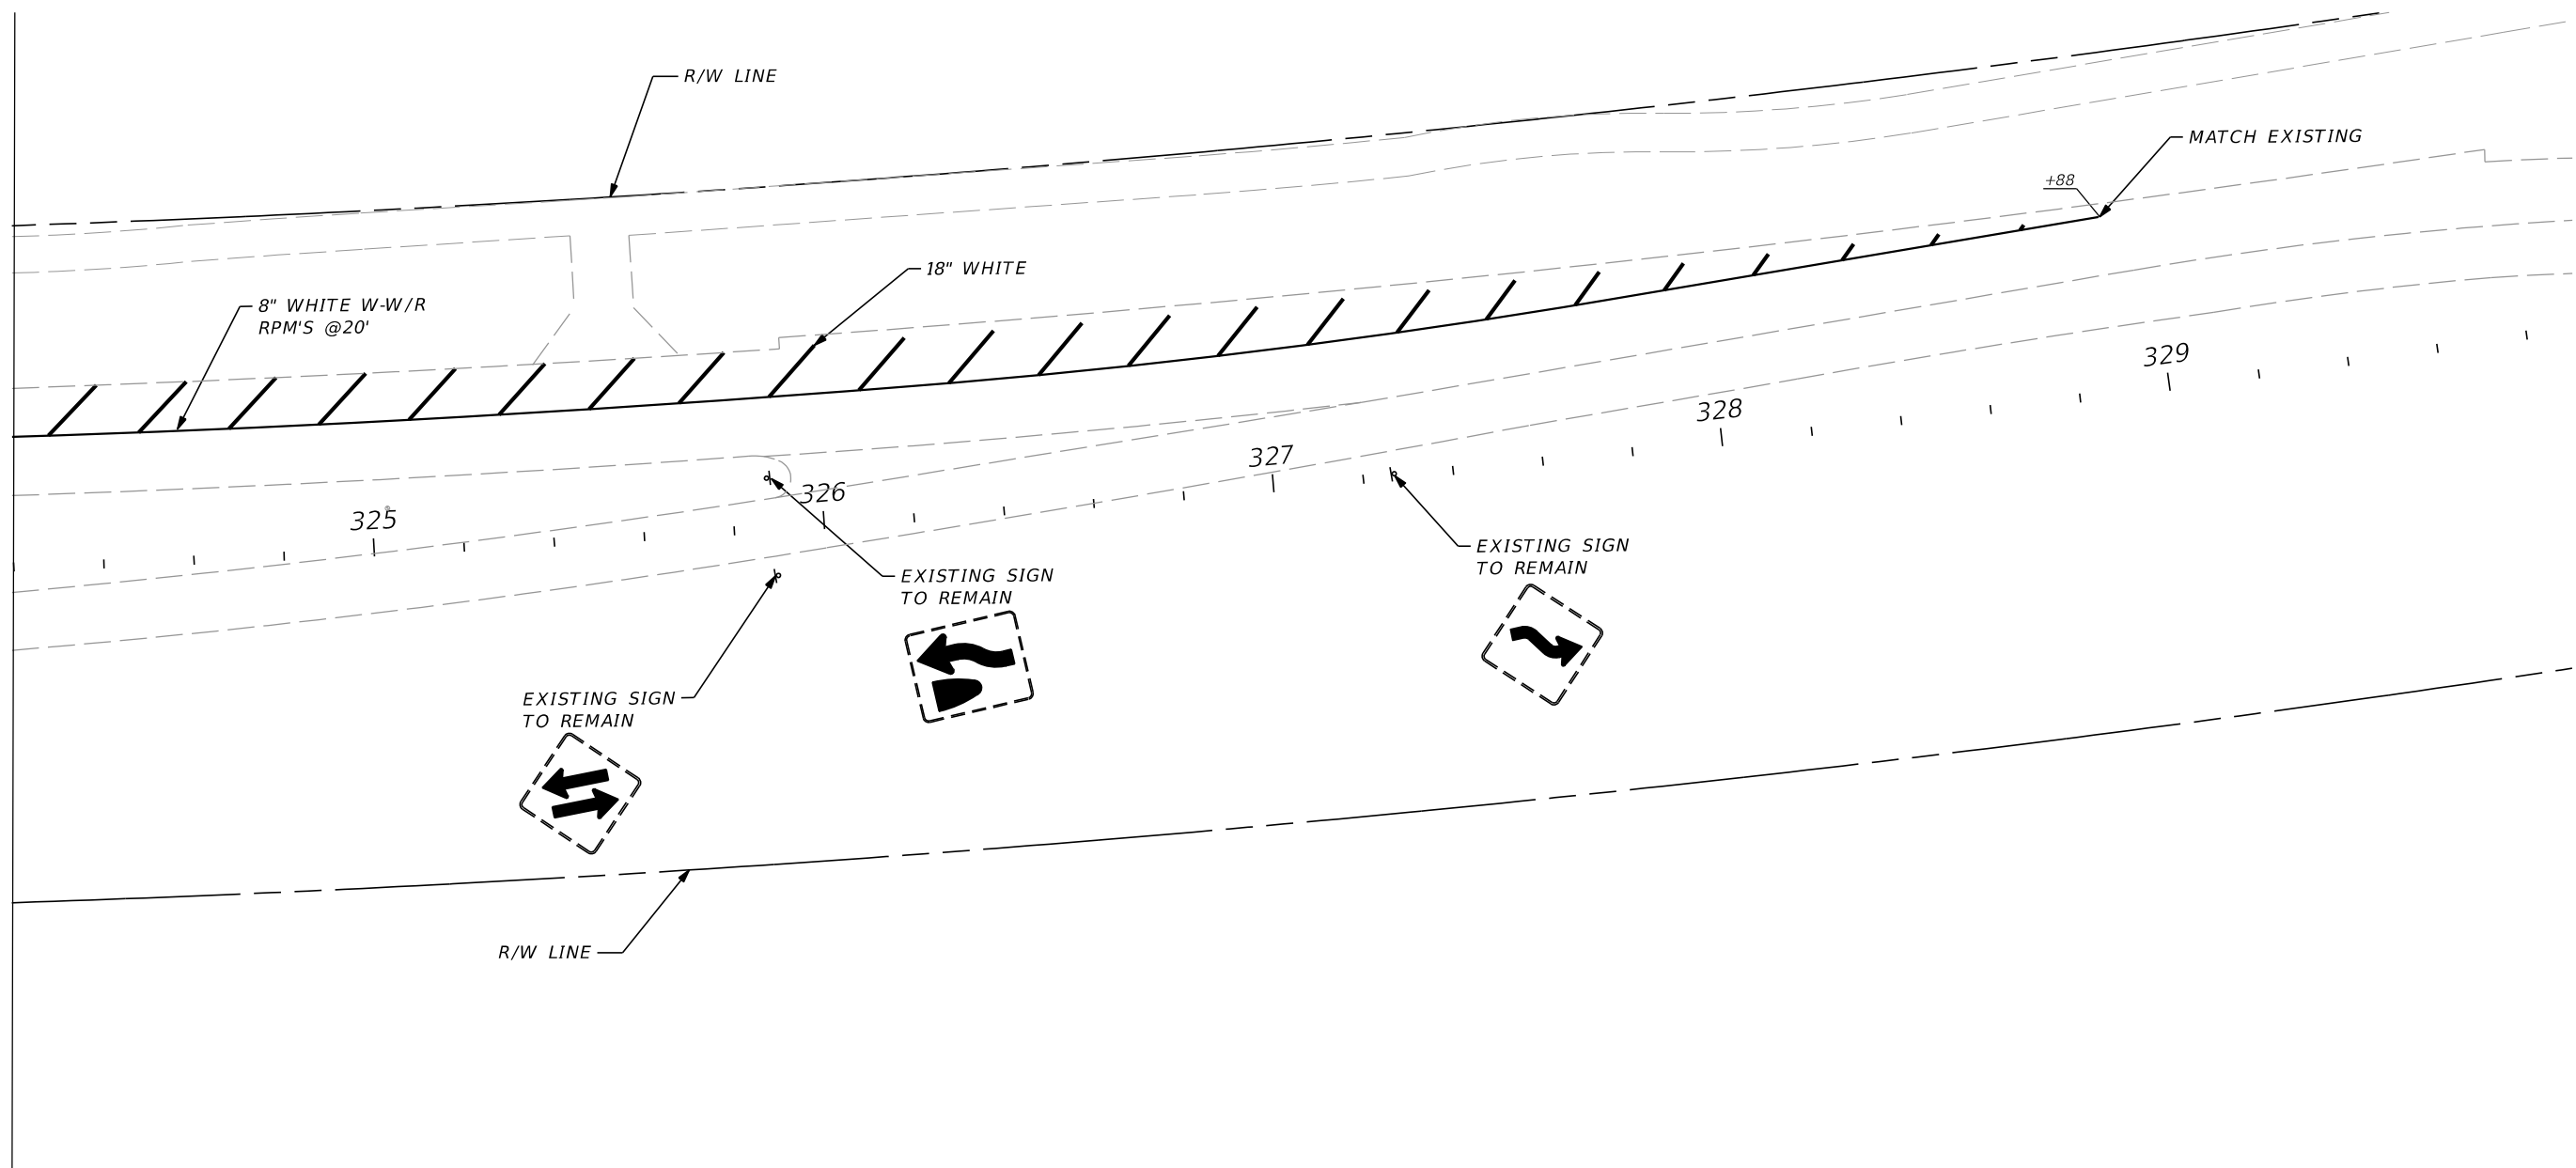 R/W LINE
MATCH EXISTING
+88
18" WHITE
8" WHITE W-W/R
RPM'S @20'
329
328
327
326
325
EXISTING SIGN
TO REMAIN
EXISTING SIGN
TO REMAIN
EXISTING SIGN
TO REMAIN
R/W LINE